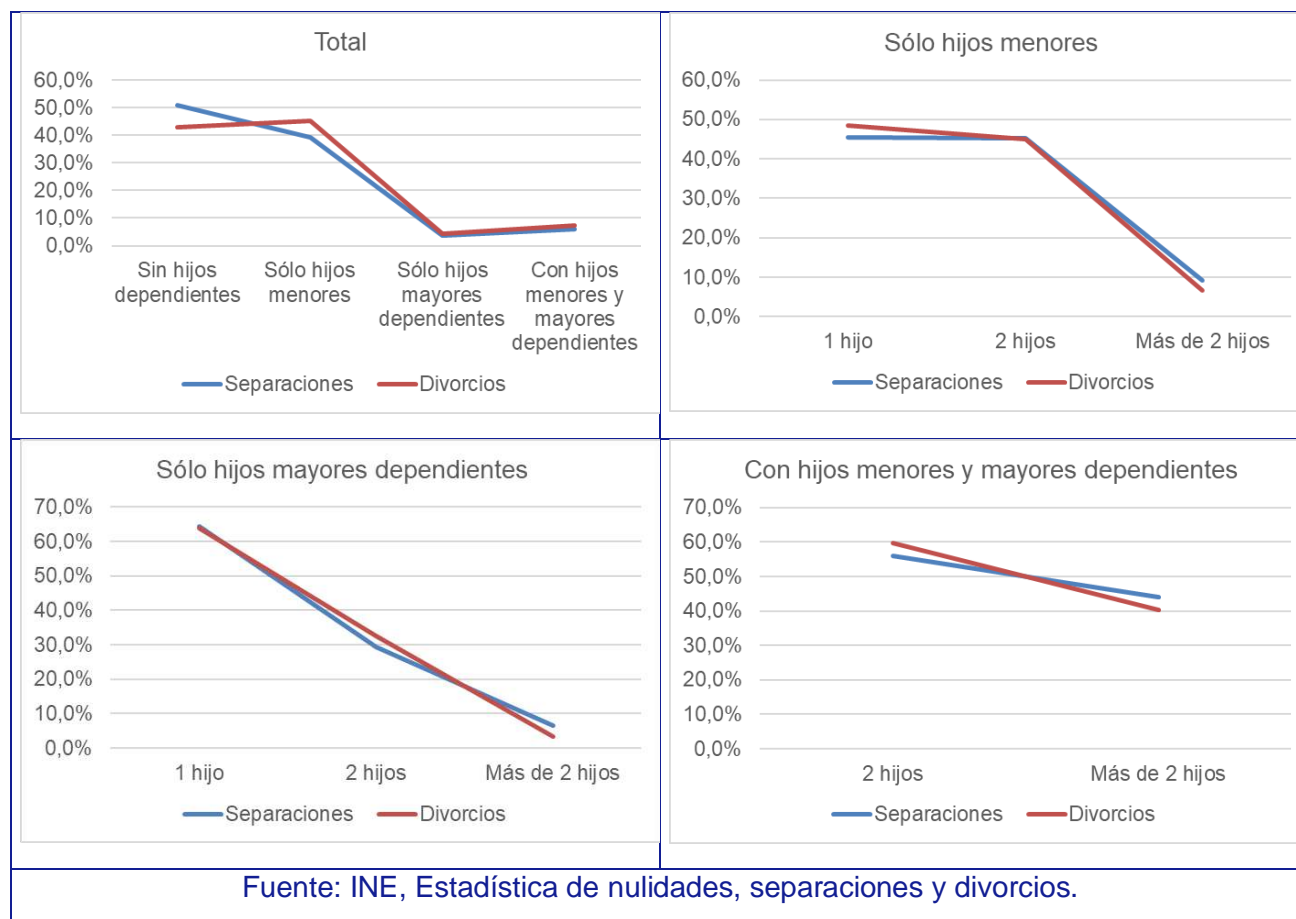 Total
60,0%
50,0%
40,0%
30,0%
20,0%
10,0%
0,0%
Sin hijos dependientes
Sólo hijos menores
Sólo hijos mayores dependientes
Con hijos menores y mayores dependientes
Separaciones Divorcios
Sólo hijos menores
60,0%
50,0%
40,0%
30,0%
20,0%
10,0%
0,0%
1 hijo 2 hijos Más de 2 hijos
Separaciones Divorcios
Sólo hijos mayores dependientes
70,0%
60,0%
50,0%
40,0%
30,0%
20,0%
10,0%
0,0%
1 hijo 2 hijos Más de 2 hijos
Separaciones Divorcios
Con hijos menores y mayores dependientes
70,0%
60,0%
50,0%
40,0%
30,0%
20,0%
10,0%
0,0%
2 hijos Más de 2 hijos
Separaciones Divorcios
Fuente: INE, Estadística de nulidades, separaciones y divorcios.